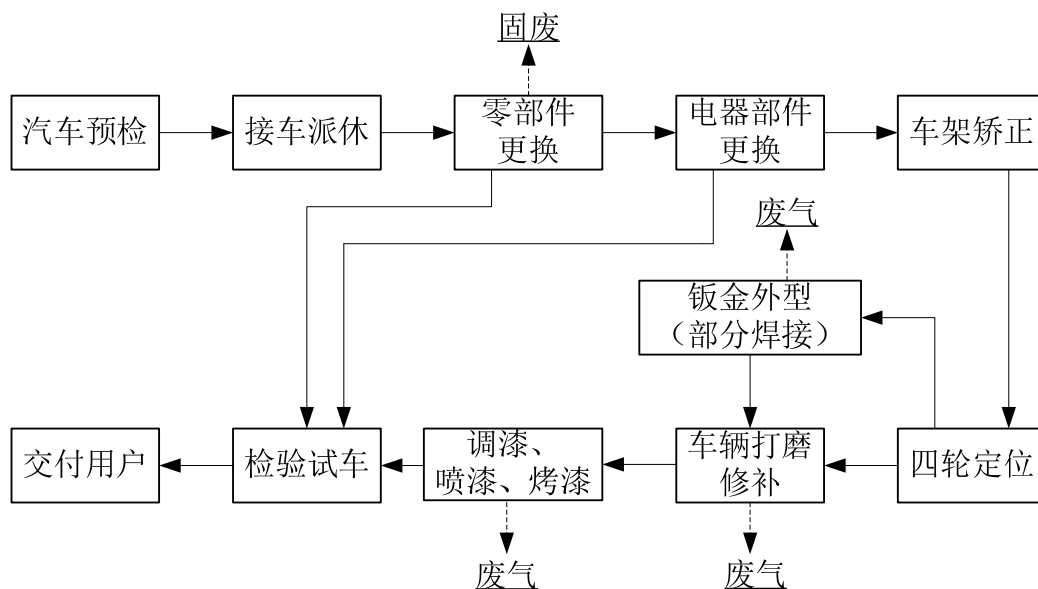 固废
汽车预检
接车派休
零部件
更换
电器部件
更换
车架矫正
废气
钣金外型
（部分焊接）
交付用户
检验试车
调漆、
喷漆、烤漆
车辆打磨
修补
四轮定位
废气
废气